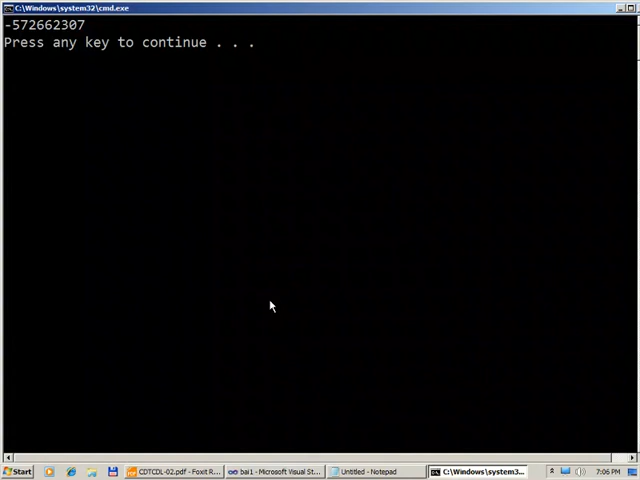 C:\Windows\system32\cmd.exe
-572662307
Press any key to continue . . .
Start
CDTCDL-02.pdf - Foxit R...
bai1 - Microsoft Visual St...
Untitled - Notepad
C:\Windows\system3...
7:06 PM